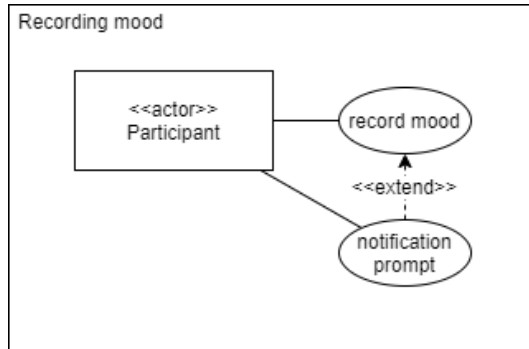 Recording mood
<<actor>>
Participant
record mood
<<extend>>
notification
prompt